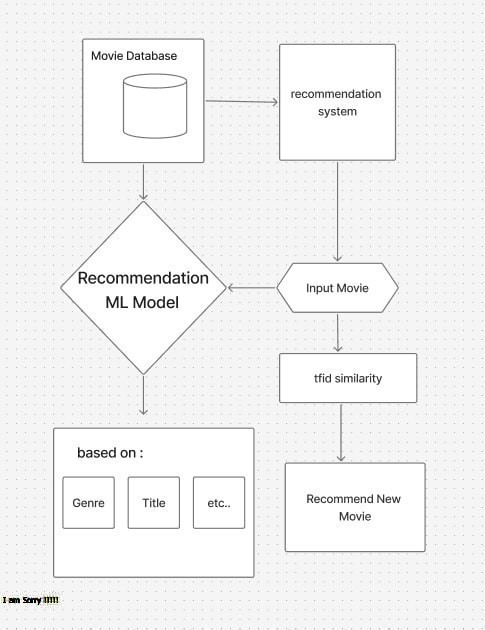 Movie Database
recommendation
system
Recommendation
ML Model
Input Movie
tfid similarity
based on :
Genre
Title
etc..
Recommend New
Movie
I am Sorry !!!!!